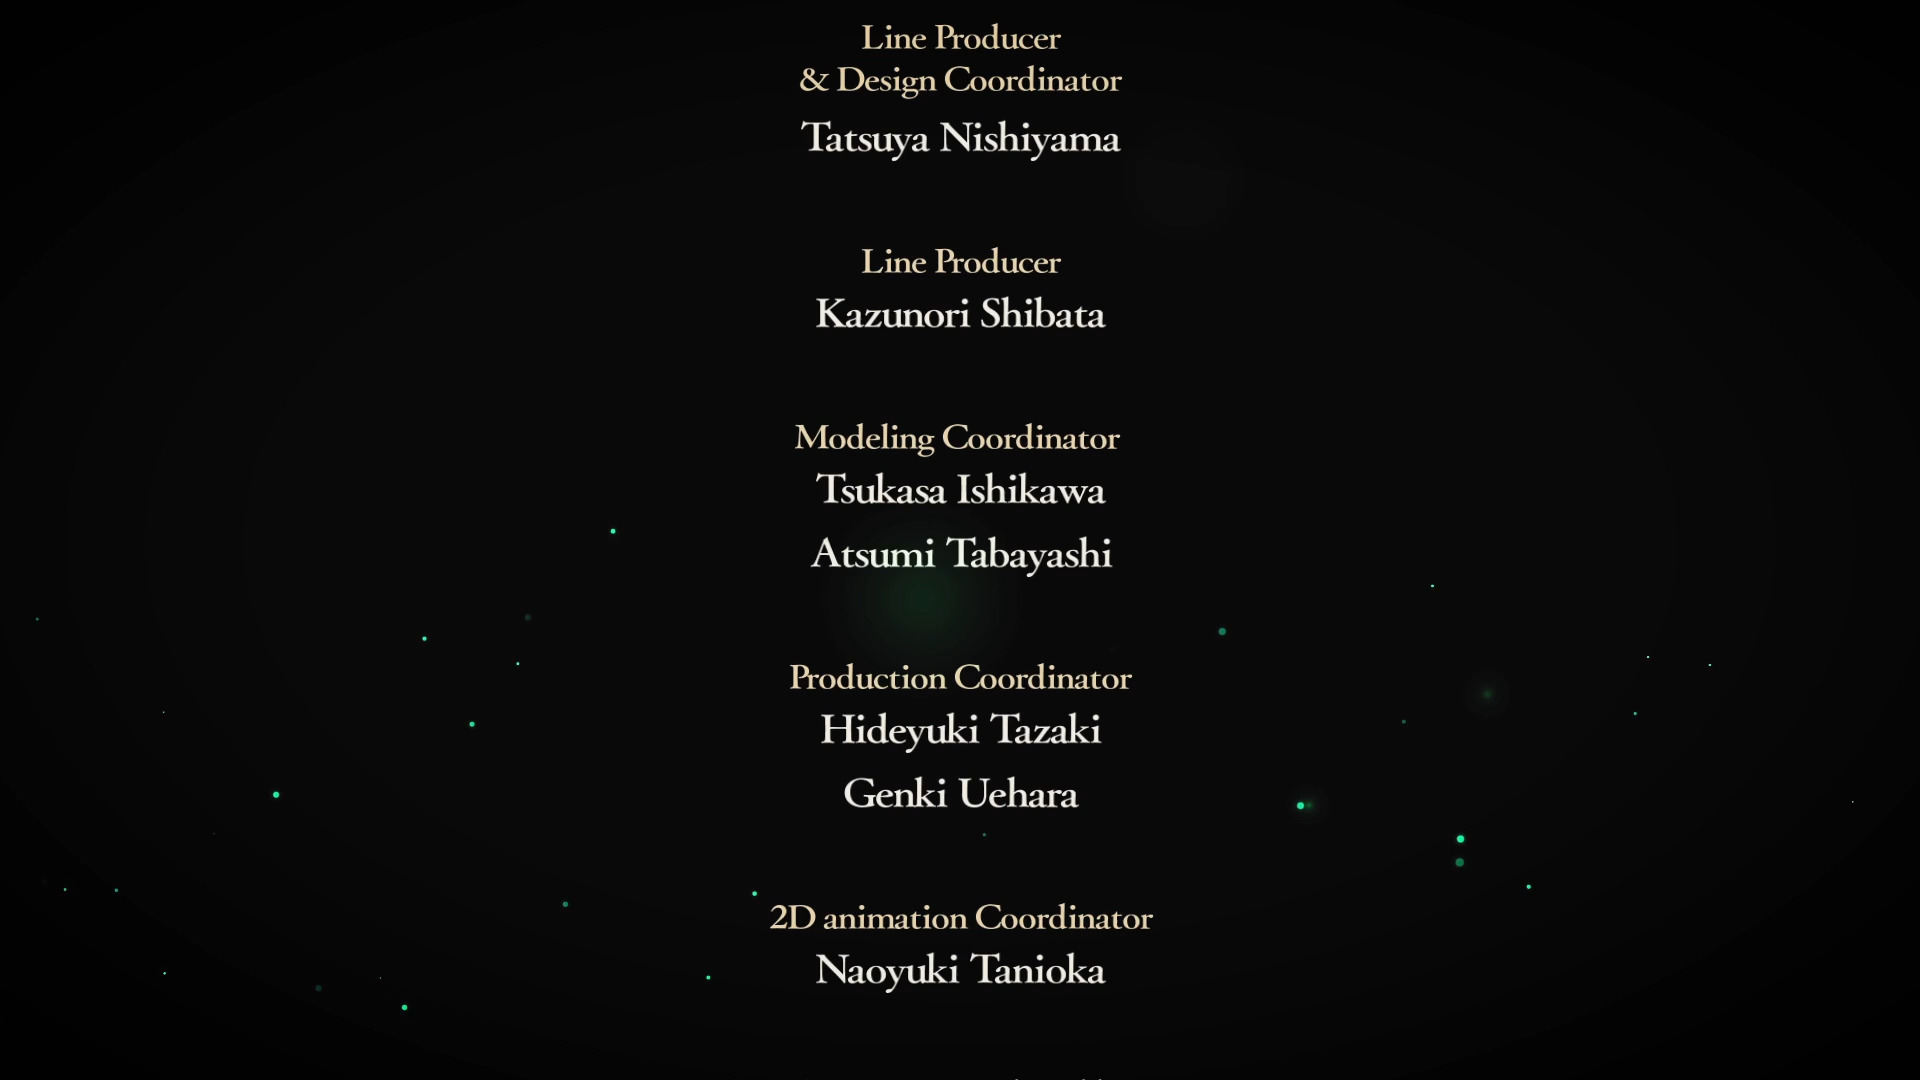 Line Producer
& Design Coordinator
Tatsuya Nishiyama
Line Producer
Kazunori Shibata
Modeling Coordinator
Tsukasa Ishikawa
Atsumi Tabayashi
Production Coordinator
Hideyuki Tazaki
Genki Uehara
2D animation Coordinator
Naoyuki Tanioka